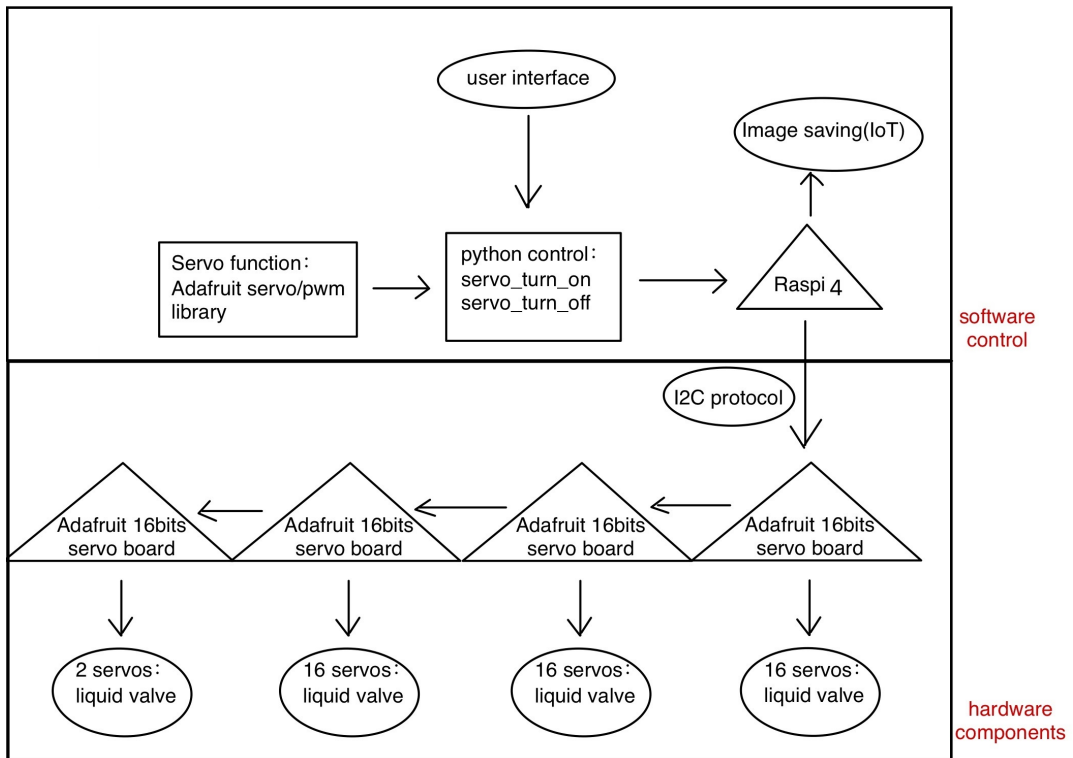 user interface
Image saving(IoT)
Servo function：
Adafruit servo/pwm
library
python control：
servo_turn_on
servo_turn_off
Raspi 4
software
control
I2C protocol
Adafruit 16bits
servo board
Adafruit 16bits
servo board
Adafruit 16bits
servo board
Adafruit 16bits
servo board
2 servos：
liquid valve
16 servos：
liquid valve
16 servos：
liquid valve
16 servos：
liquid valve
hardware
components